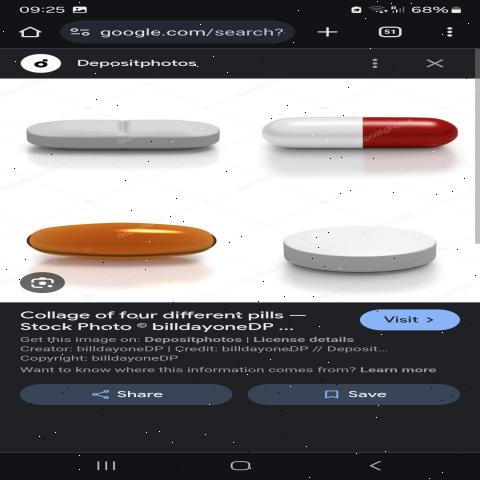 09:25 68%
google.com/search? 51
Depositphotos
Collage of four different pills —
Stock Photo © billdayoneDP ...
Visit >
Get this image on: Depositphotos | License details
Creator: billdayoneDP | Credit: billdayoneDP // Deposit...
Copyright: billdayoneDP
Want to know where this information comes from? Learn more
Share Save